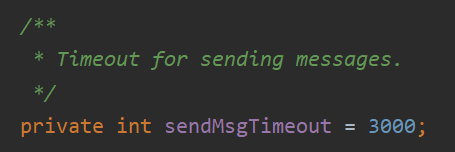 /**
* Timeout for sending messages.
*/
private int sendMsgTimeout = 3000;